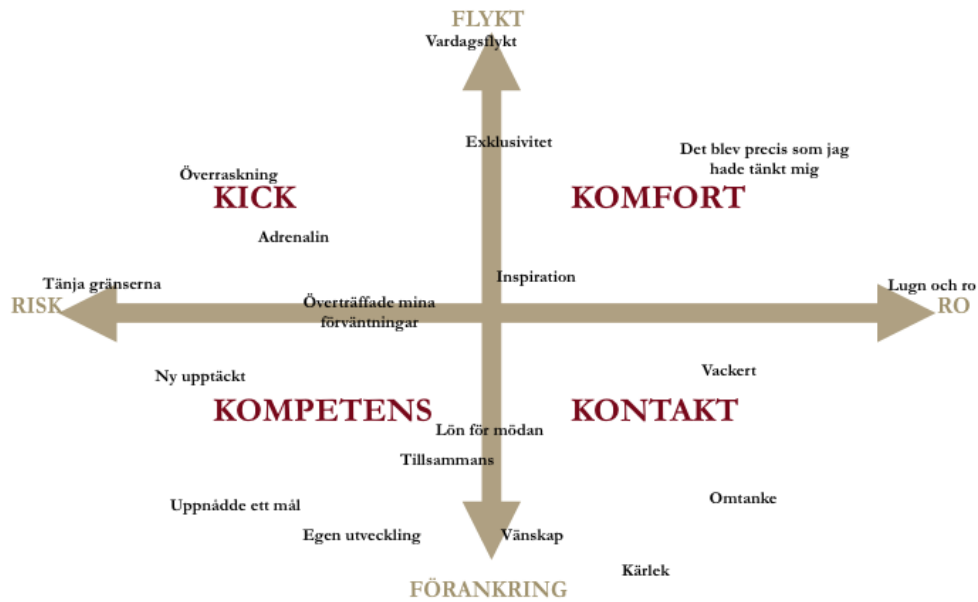 FLYKT
Vardagsflykt
Exklusivitet
Det blev precis som jag
hade tänkt mig
Överraskning
KICK
KOMFORT
Adrenalin
Inspiration
Tänja gränserna
Lugn och ro
RISK
Överträffade mina
förväntningar
RO
Ny upptäckt
Vackert
KOMPETENS
KONTAKT
Lön för mödan
Tillsammans
Omtanke
Uppnådde ett mål
Egen utveckling
Vänskap
Kärlek
FÖRANKRING